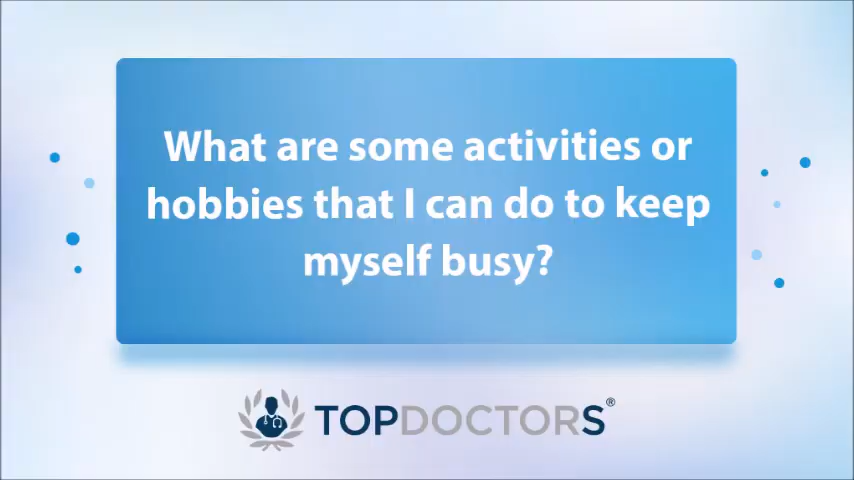 What are some activities or
hobbies that I can do to keep
myself busy?
TOPDOCTORS®